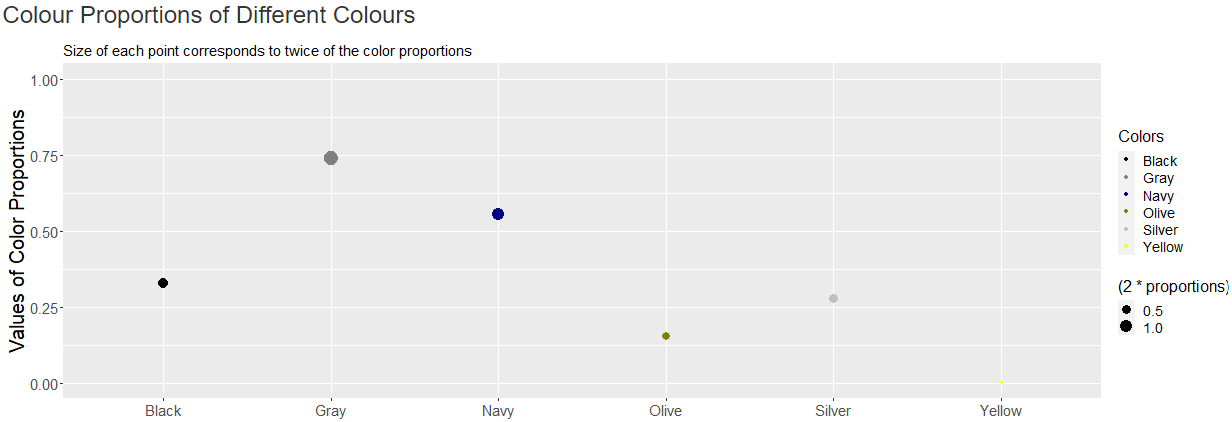 Colour Proportions of Different Colours
Size of each point corresponds to twice of the color proportions
Values of Color Proportions
1.00
0.75
0.50
0.25
0.00
Black
Gray
Navy
Olive
Silver
Yellow
Colors
Black
Gray
Navy
Olive
Silver
Yellow
(2 * proportions)
0.5
1.0